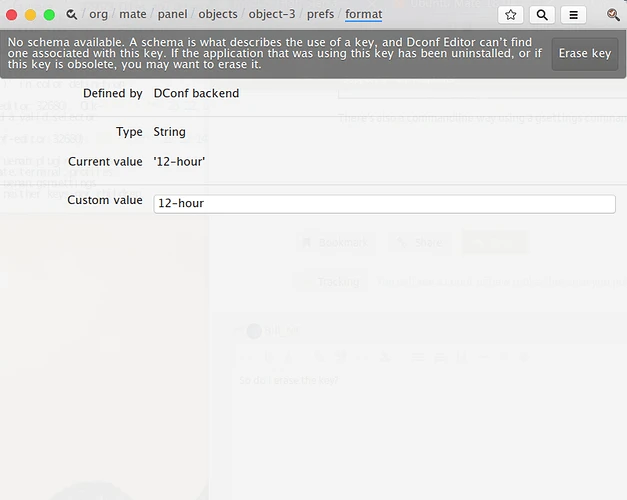 / org / mate / panel / objects / object-3 / prefs / format
No schema available. A schema is what describes the use of a key, and Dconf Editor can’t find
one associated with this key. If the application that was using this key has been uninstalled, or if
this key is obsolete, you may want to erase it.
Erase key
Defined by DConf backend
Type String
Current value '12-hour'
Custom value 12-hour
Bookmark
Share
Tracking
So do I erase the key?